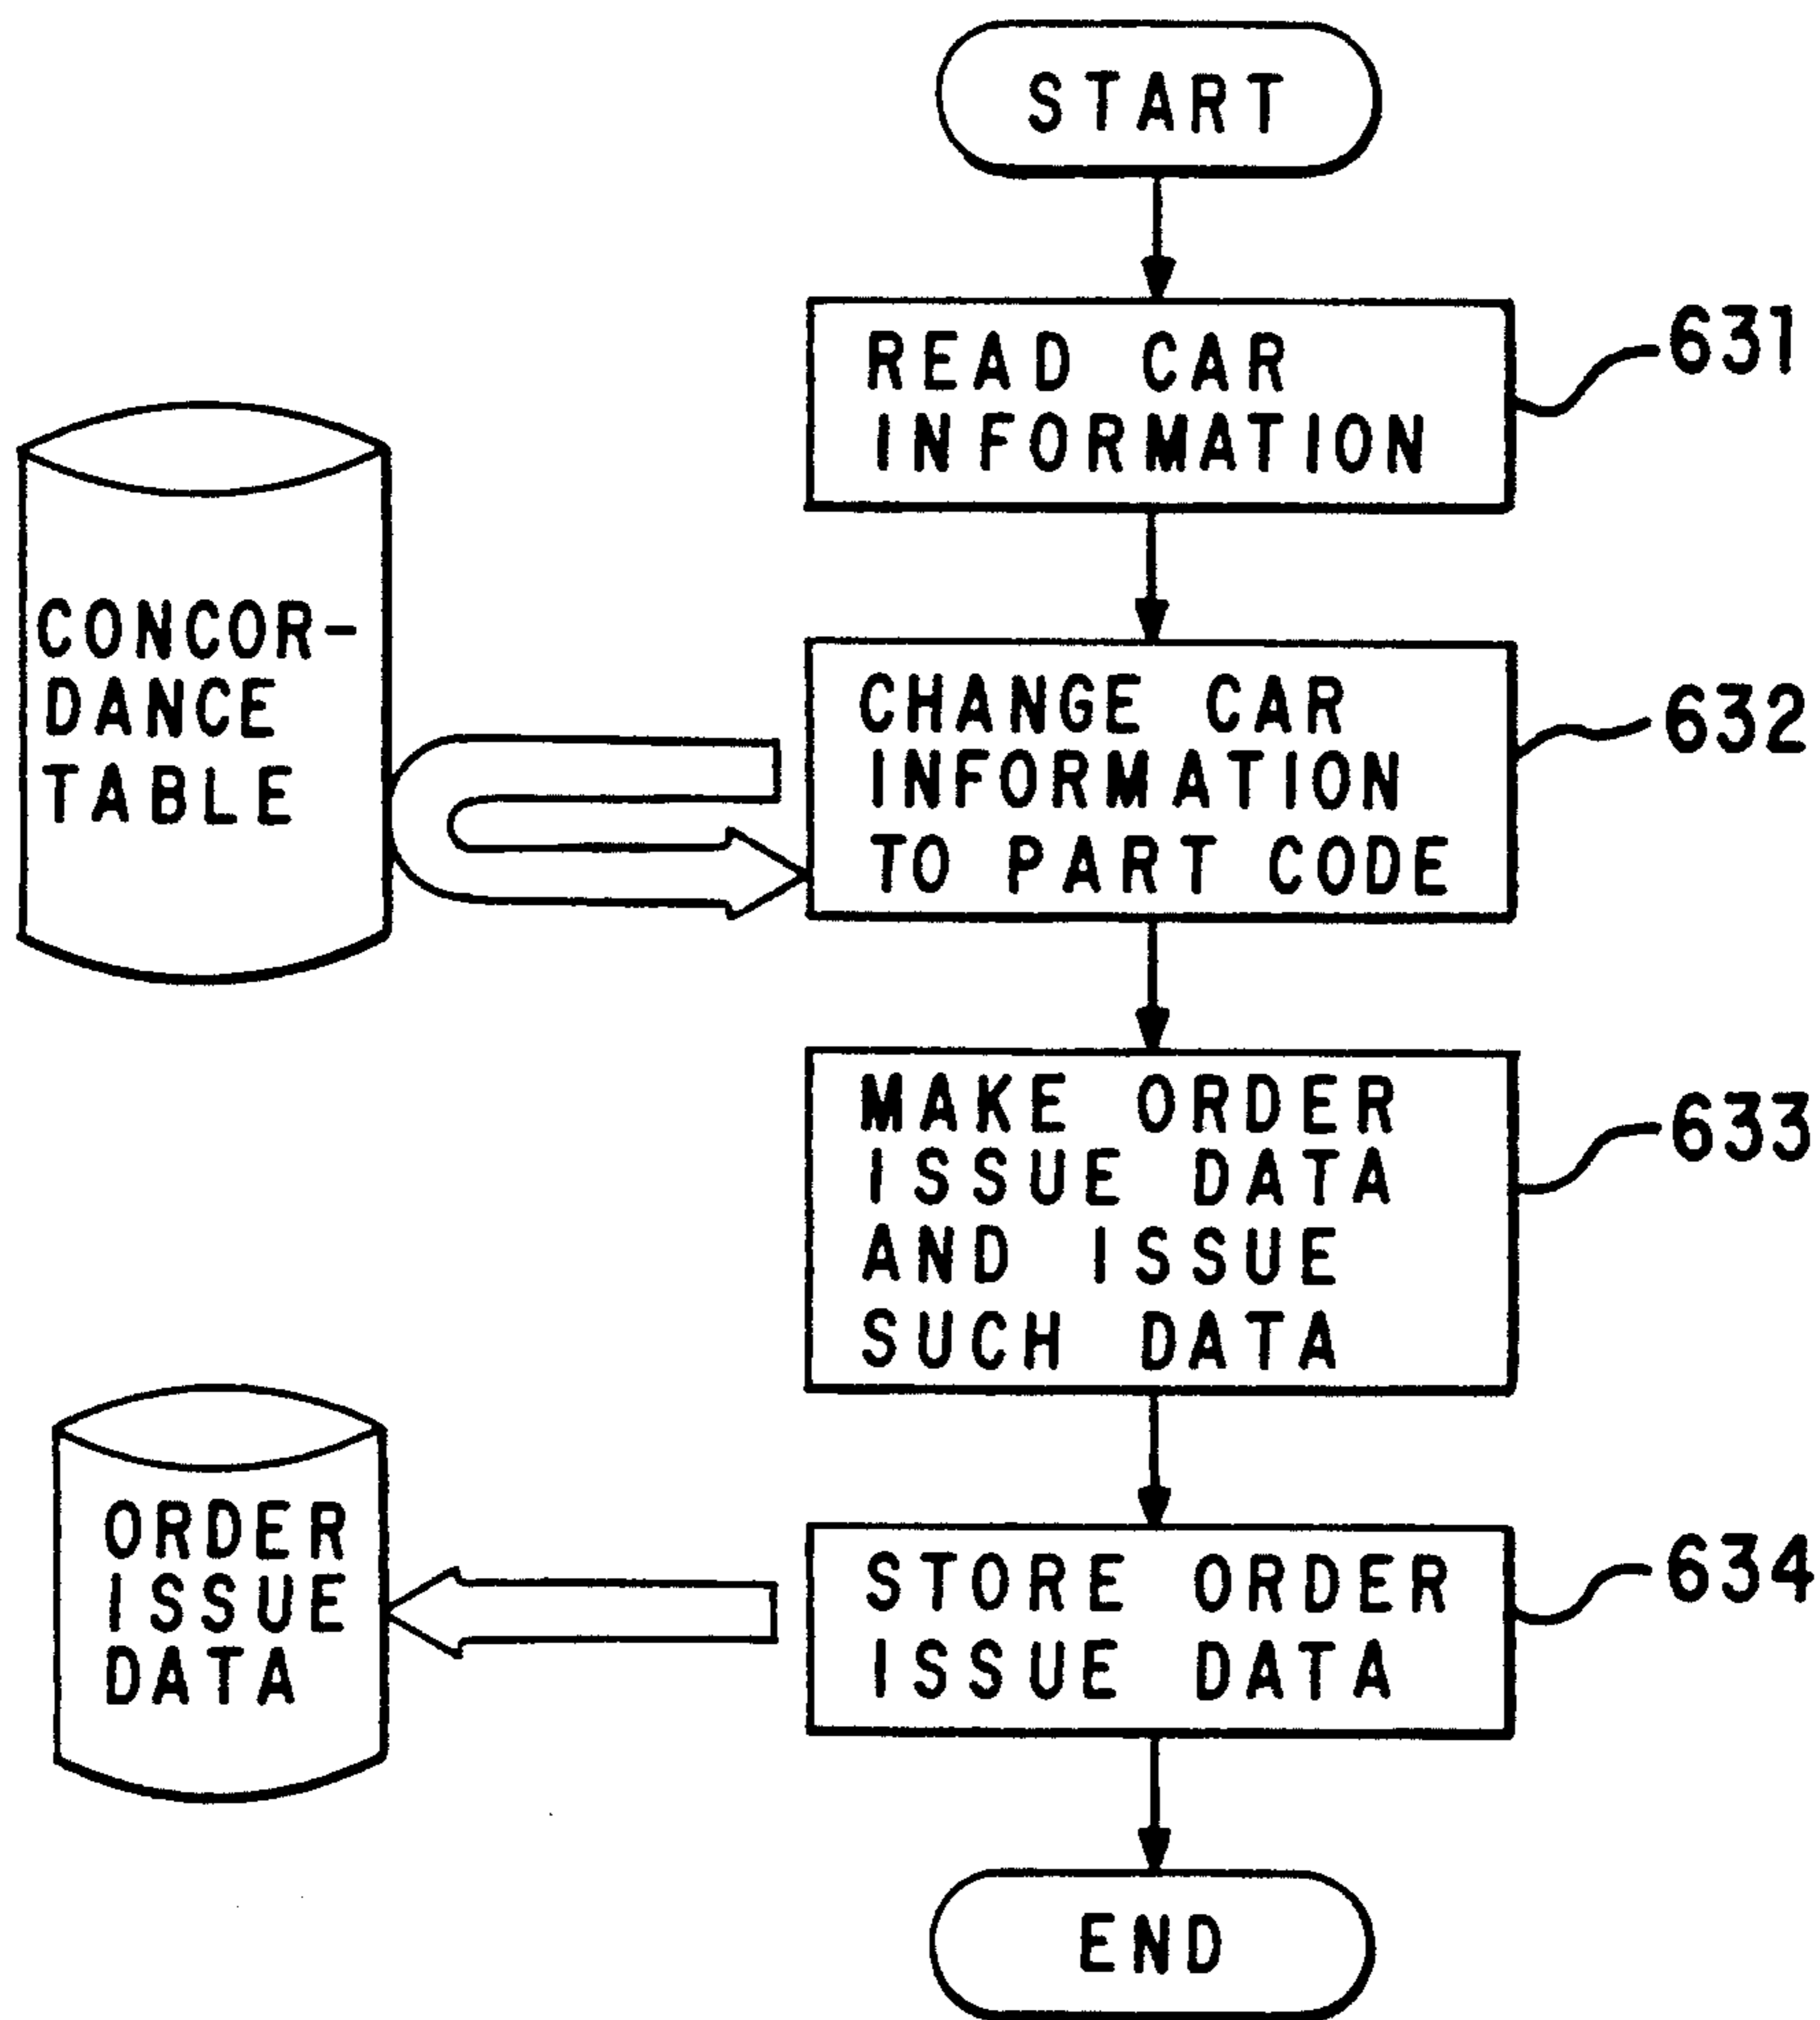 START
READ CAR
INFORMATION
631
CONCOR-
DANCE
TABLE
CHANGE CAR
INFORMATION
TO PART CODE
632
MAKE ORDER
ISSUE DATA
AND ISSUE
SUCH DATA
633
ORDER
ISSUE
DATA
STORE ORDER
ISSUE DATA
634
END